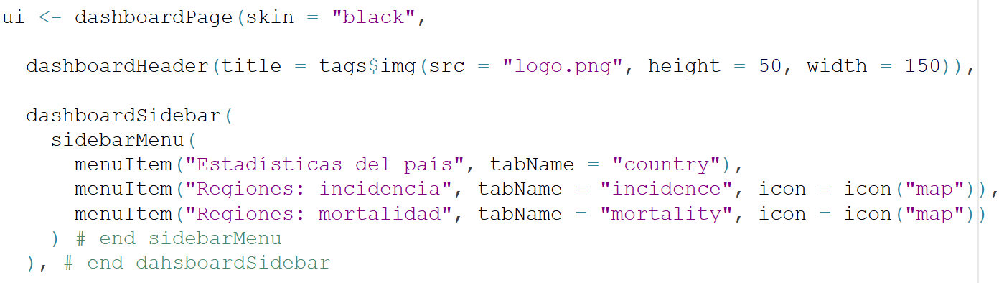 ui <- dashboardPage(skin = "black",
dashboardHeader(title = tags$img(src = "logo.png", height = 50, width = 150)),
dashboardSidebar(
sidebarMenu(
menuItem("Estadísticas del país", tabName = "country"),
menuItem("Regiones: incidencia", tabName = "incidence", icon = icon("map")),
menuItem("Regiones: mortalidad", tabName = "mortality", icon = icon("map"))
) # end sidebarMenu
), # end dahsboardSidebar